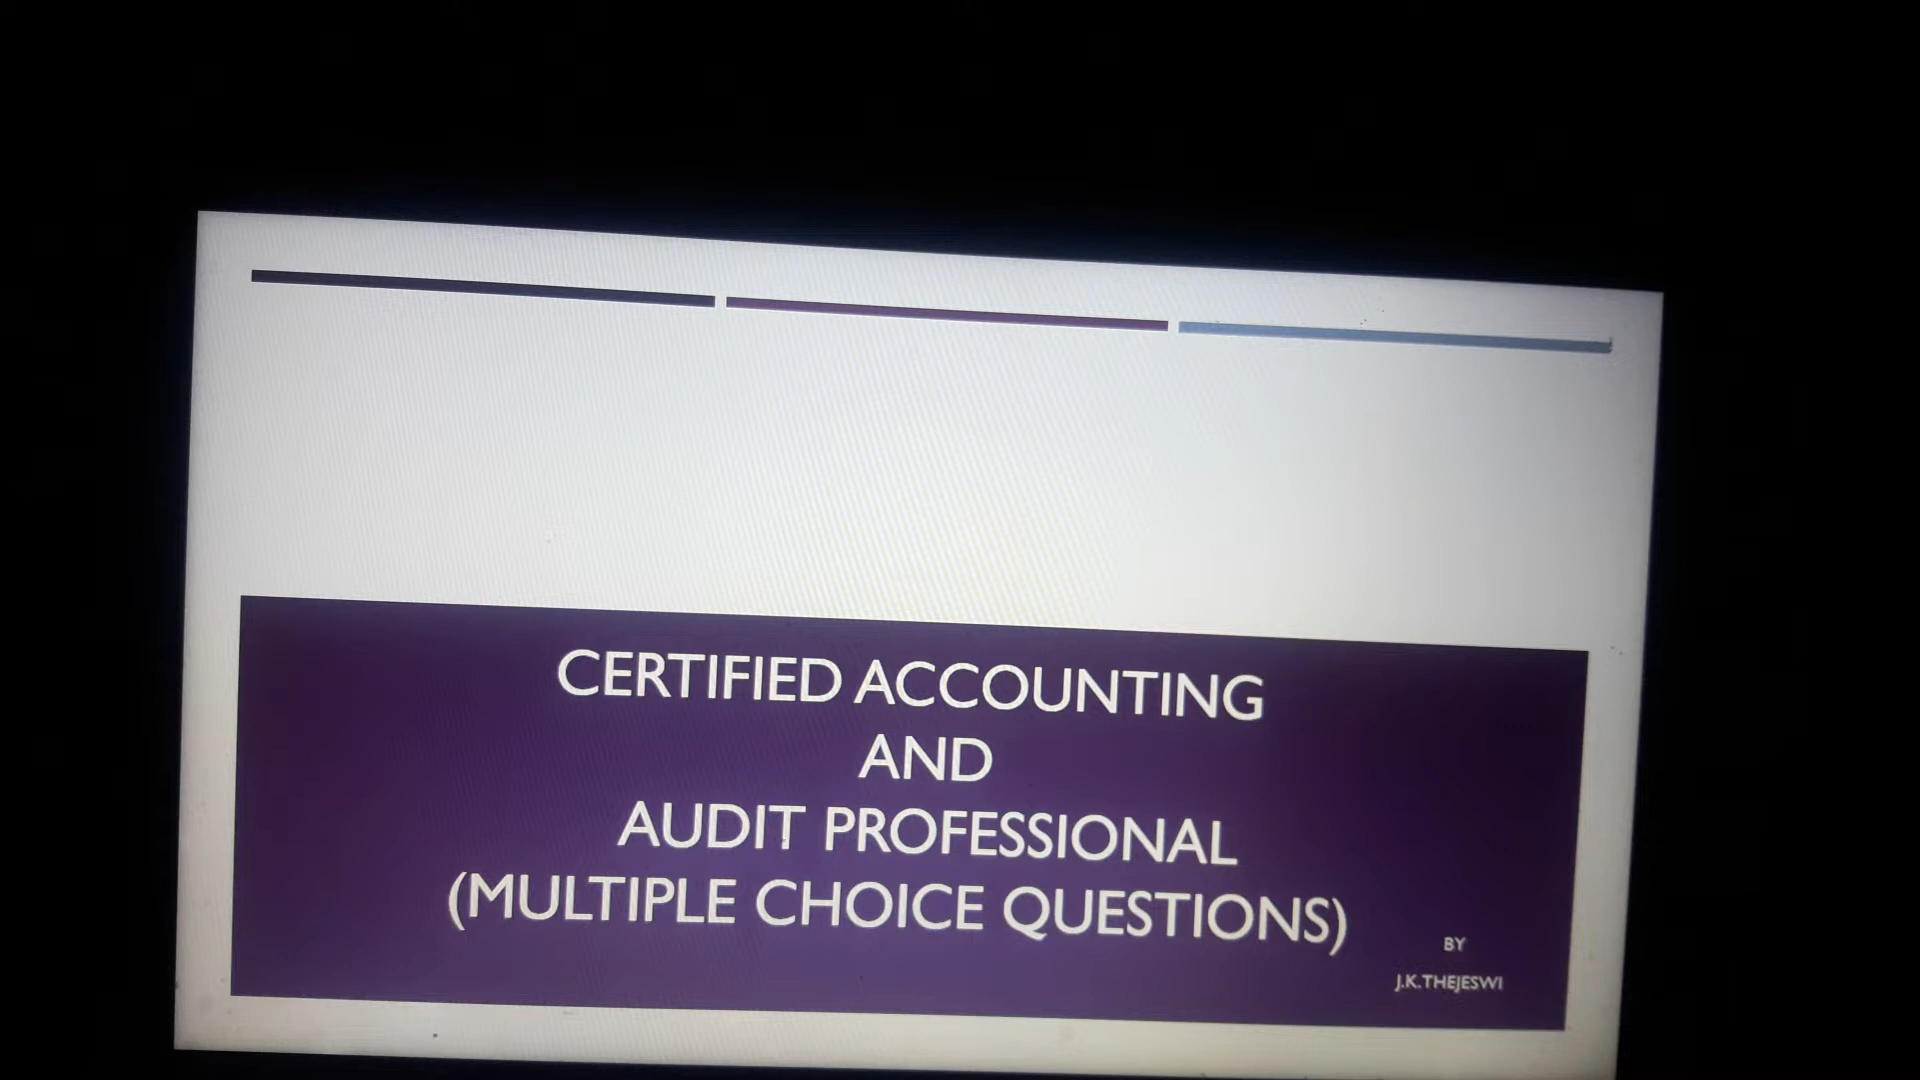 CERTIFIED ACCOUNTING
AND
AUDIT PROFESSIONAL
(MULTIPLE CHOICE QUESTIONS)
BY
J.K.THEJESWI